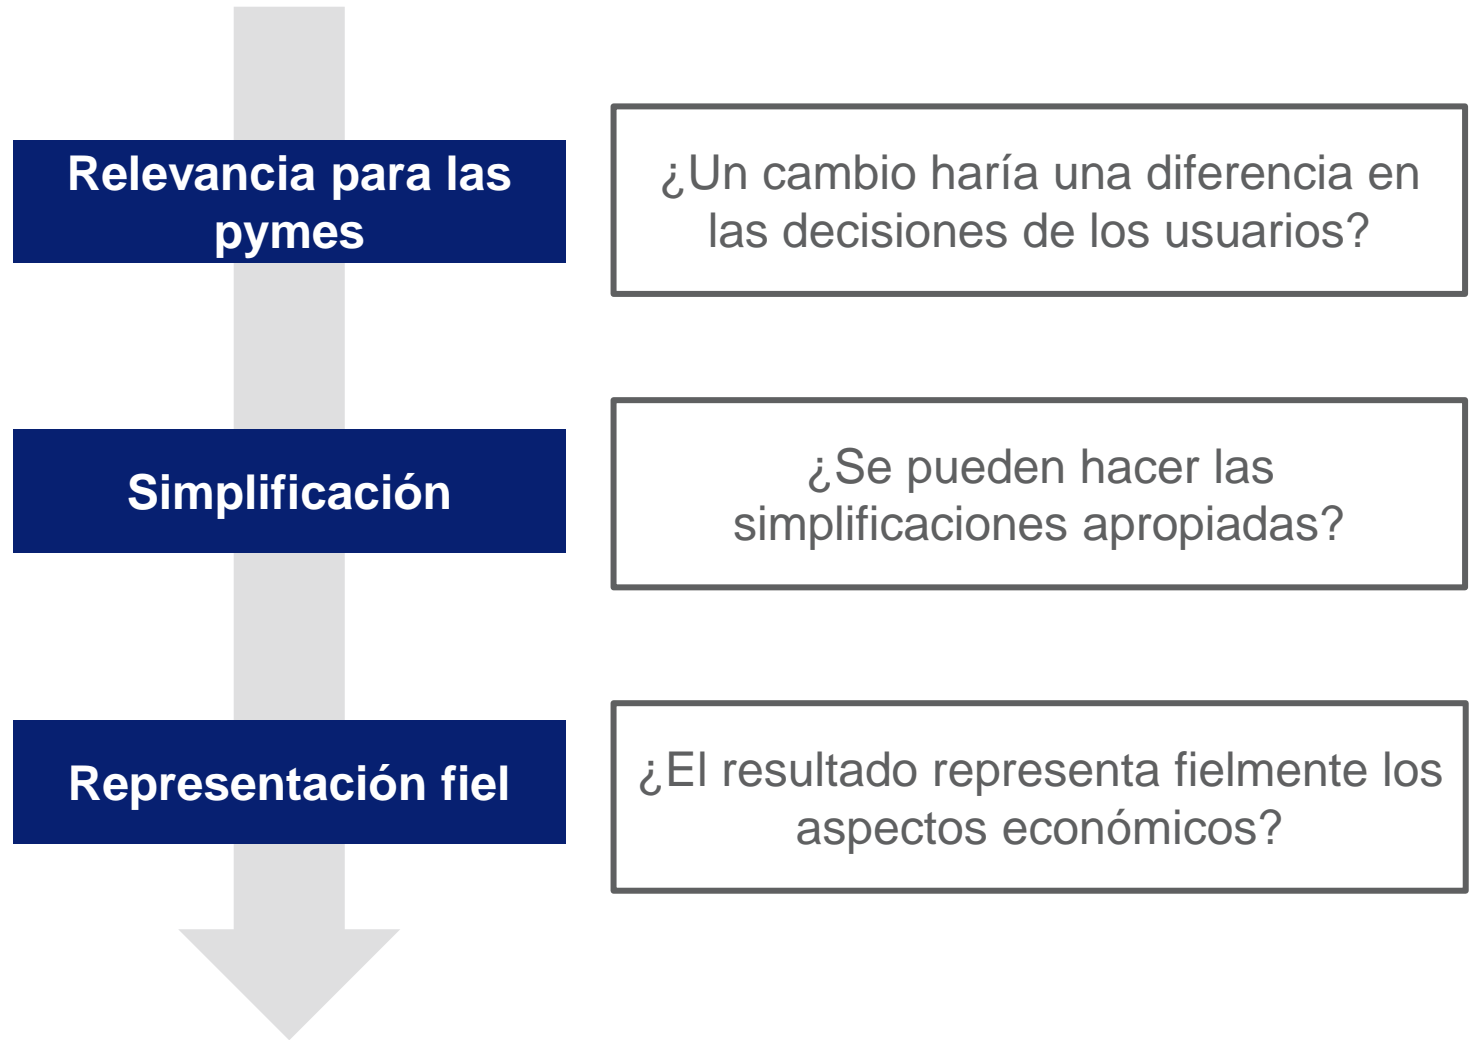 Relevancia para las
pymes
¿Un cambio haría una diferencia en
las decisiones de los usuarios?
Simplificación
¿Se pueden hacer las
simplificaciones apropiadas?
Representación fiel
¿El resultado representa fielmente los
aspectos económicos?